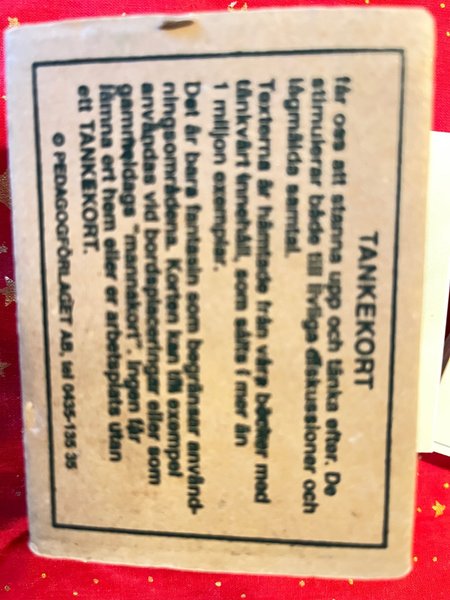 TANKEKORT
får oss att stanna upp och tänka efter. De
stimulerar både till livliga diskussioner och
lågmälda samtal.
Texterna är hämtade från våra böcker med
tänkvärt innehåll, som sålts i mer än
1 miljon exemplar.
Det är bara fantasin som begränsar använd-
ningsområdena. Korten kan till exempel
användas vid bordsplaceringar eller som
gammeldags "mannakort". Ingen får
lämna ert hem eller er arbetsplats utan
ett TANKEKORT.
© PEDAGOGFÖRLAGET AB, tel 0435-135 35